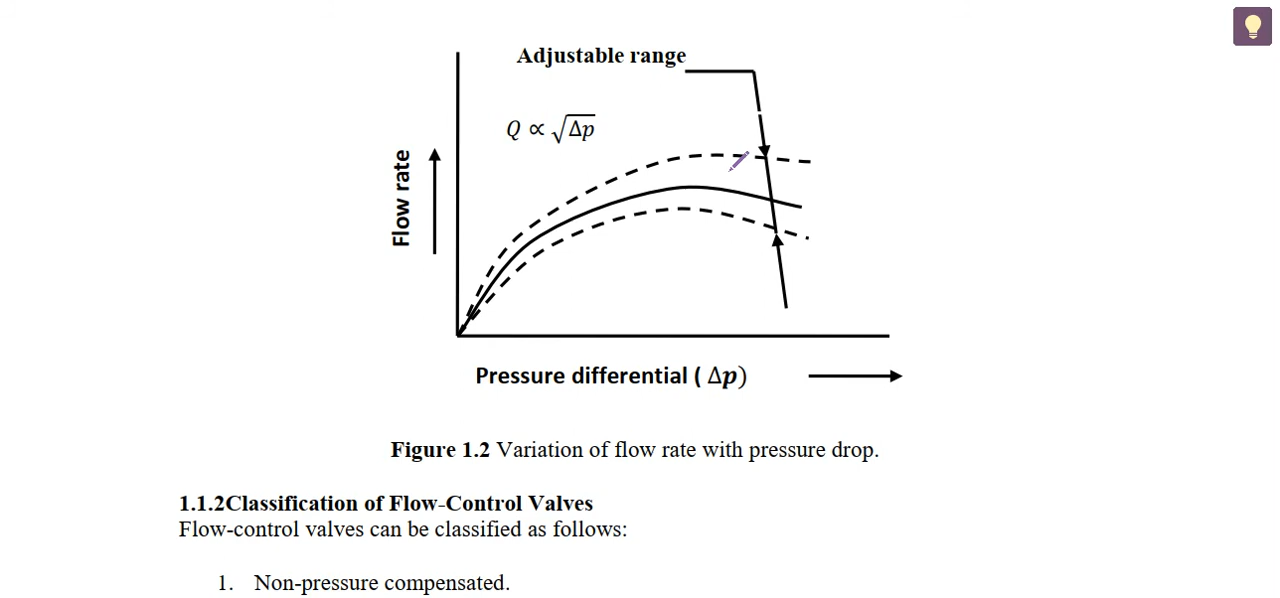 Adjustable range
Q ∝ √Δp
Flow rate
Pressure differential ( Δp)
Figure 1.2 Variation of flow rate with pressure drop.
1.1.2Classification of Flow-Control Valves
Flow-control valves can be classified as follows:
1. Non-pressure compensated.